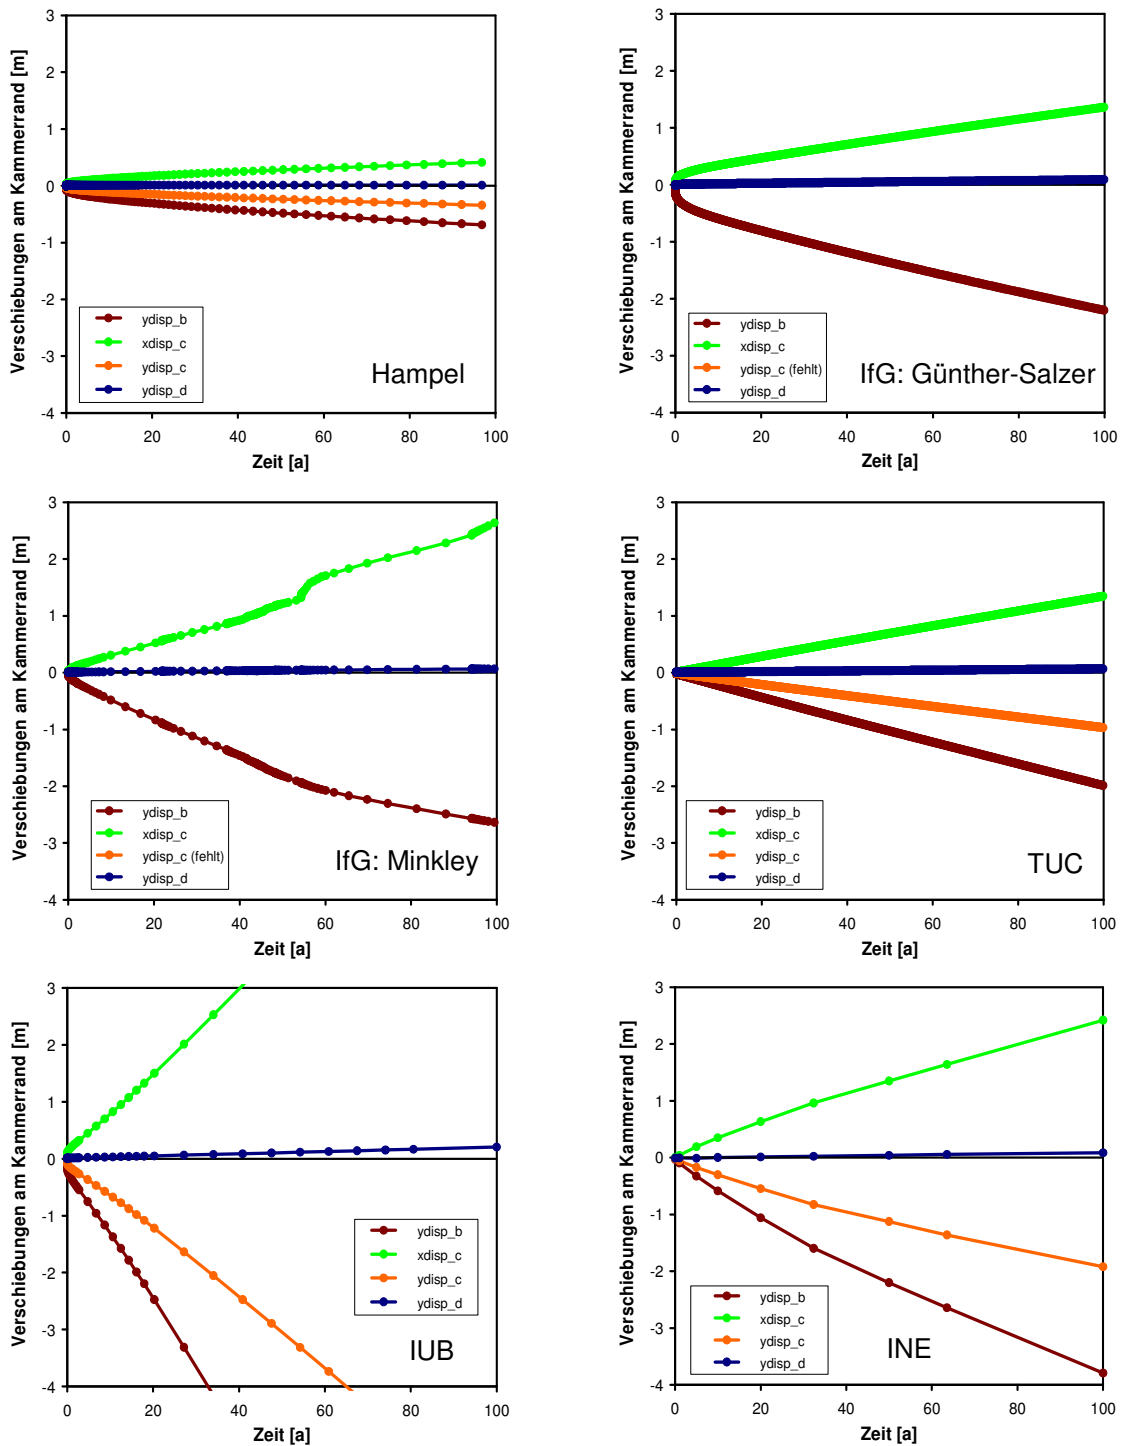 Verschiebungen am Kammerrand [m]
3
2
1
0
-1
-2
-3
-4
ydisp_b
xdisp_c
ydisp_c
ydisp_d
Hampel
0 20 40 60 80 100
Zeit [a]
Verschiebungen am Kammerrand [m]
3
2
1
0
-1
-2
-3
-4
ydisp_b
xdisp_c
ydisp_c (fehlt)
ydisp_d
IfG: Günther-Salzer
0 20 40 60 80 100
Zeit [a]
Verschiebungen am Kammerrand [m]
3
2
1
0
-1
-2
-3
-4
ydisp_b
xdisp_c
ydisp_c (fehlt)
ydisp_d
IfG: Minkley
0 20 40 60 80 100
Zeit [a]
Verschiebungen am Kammerrand [m]
3
2
1
0
-1
-2
-3
-4
ydisp_b
xdisp_c
ydisp_c
ydisp_d
TUC
0 20 40 60 80 100
Zeit [a]
Verschiebungen am Kammerrand [m]
3
2
1
0
-1
-2
-3
-4
ydisp_b
xdisp_c
ydisp_c
ydisp_d
IUB
0 20 40 60 80 100
Zeit [a]
Verschiebungen am Kammerrand [m]
3
2
1
0
-1
-2
-3
-4
ydisp_b
xdisp_c
ydisp_c
ydisp_d
INE
0 20 40 60 80 100
Zeit [a]